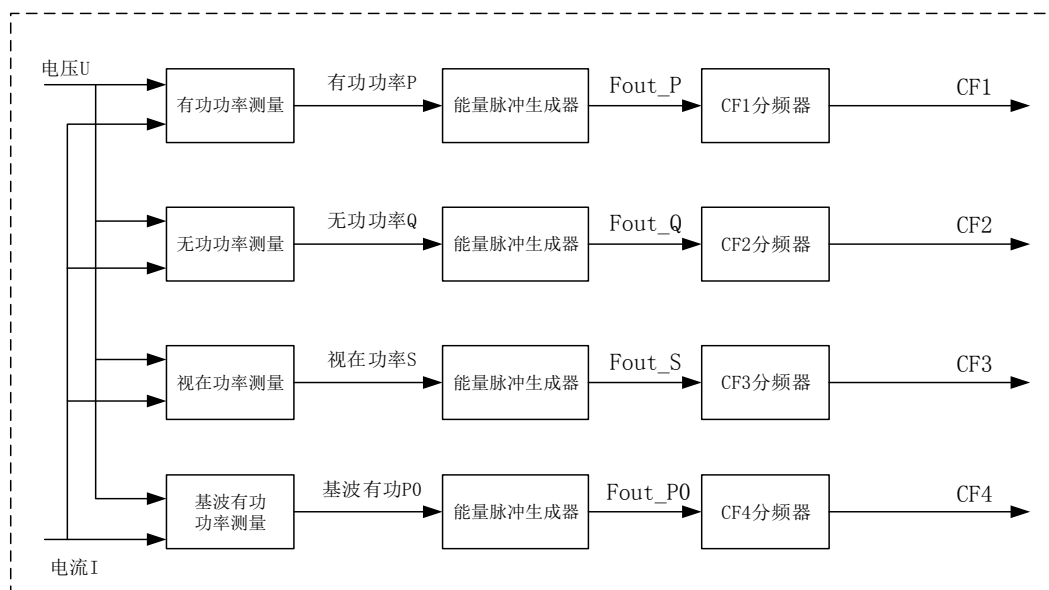 电压U
有功功率测量
有功功率P
能量脉冲生成器
Fout_P
CF1分频器
CF1
无功功率测量
无功功率Q
能量脉冲生成器
Fout_Q
CF2分频器
CF2
视在功率测量
视在功率S
能量脉冲生成器
Fout_S
CF3分频器
CF3
基波有功
功率测量
基波有功P0
能量脉冲生成器
Fout_P0
CF4分频器
CF4
电流I